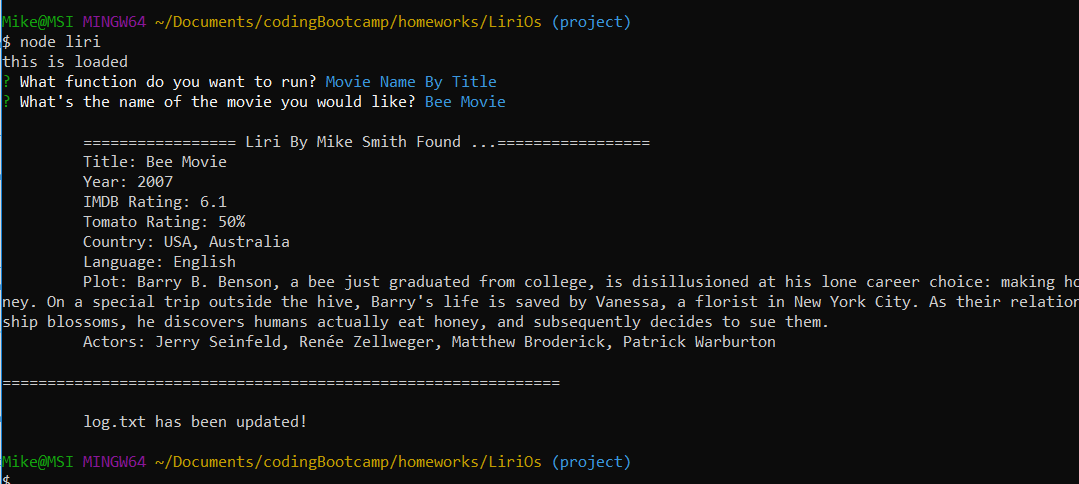 Mike@MSI MINGW64 ~/Documents/codingBootcamp/homeworks/LiriOs (project)
$ node liri
this is loaded
? What function do you want to run? Movie Name By Title
? What's the name of the movie you would like? Bee Movie
================= Liri By Mike Smith Found ...=================
Title: Bee Movie
Year: 2007
IMDB Rating: 6.1
Tomato Rating: 50%
Country: USA, Australia
Language: English
Plot: Barry B. Benson, a bee just graduated from college, is disillusioned at his lone career choice: making ho
ney. On a special trip outside the hive, Barry's life is saved by Vanessa, a florist in New York City. As their relation
ship blossoms, he discovers humans actually eat honey, and subsequently decides to sue them.
Actors: Jerry Seinfeld, Renée Zellweger, Matthew Broderick, Patrick Warburton
==============================================================
log.txt has been updated!
Mike@MSI MINGW64 ~/Documents/codingBootcamp/homeworks/LiriOs (project)
$